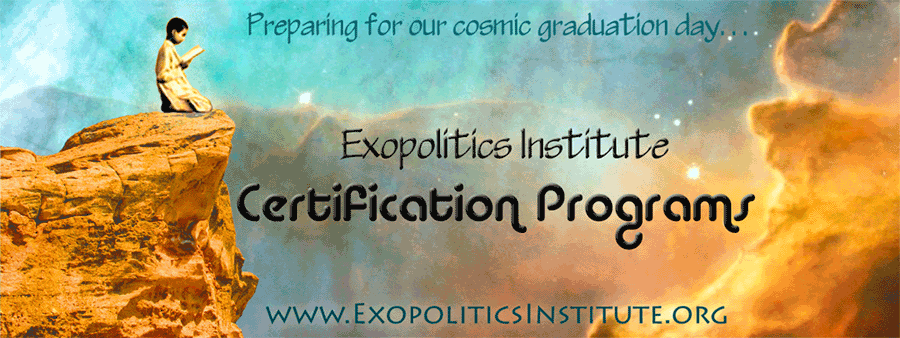 Preparing for our cosmic graduation day. . . .
Exopolitics Institute
Certification Programs
www.ExopoliticsInstitute.org